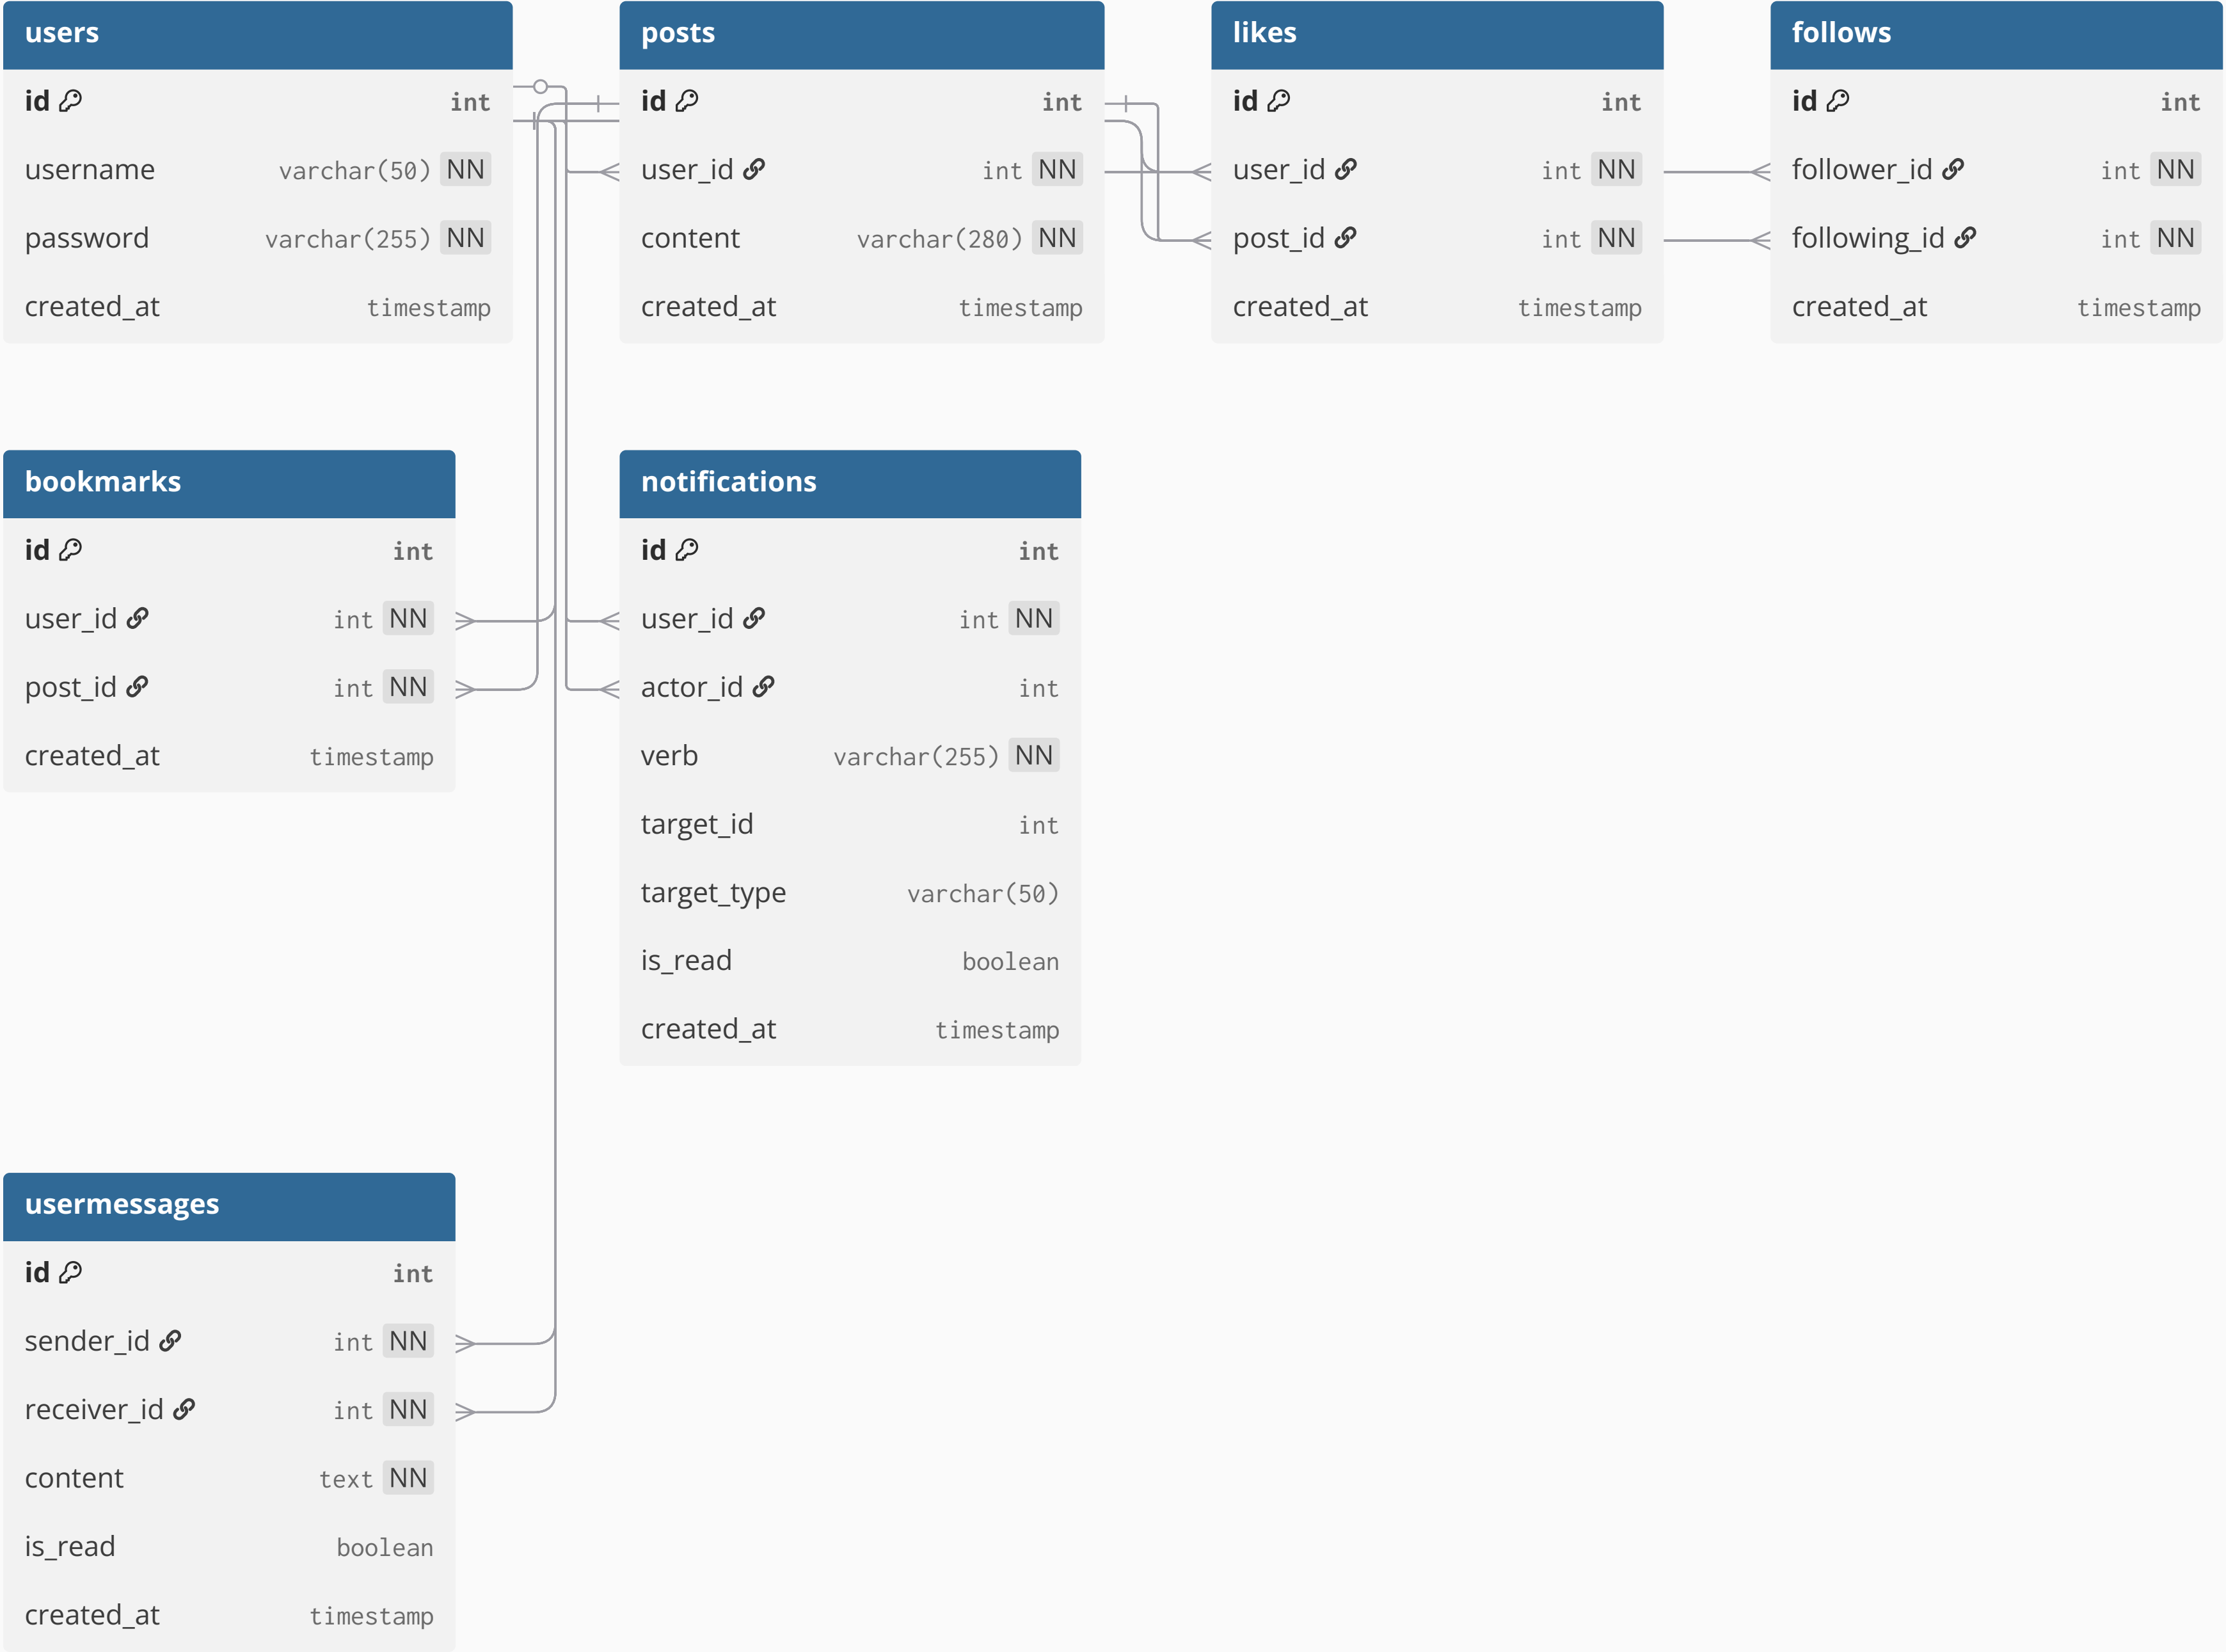 users
id int
username varchar(50) NN
password varchar(255) NN
created_at timestamp
posts
id int
user_id int NN
content varchar(280) NN
created_at timestamp
likes
id int
user_id int NN
post_id int NN
created_at timestamp
follows
id int
follower_id int NN
following_id int NN
created_at timestamp
bookmarks
id int
user_id int NN
post_id int NN
created_at timestamp
notifications
id int
user_id int NN
actor_id int
verb varchar(255) NN
target_id int
target_type varchar(50)
is_read boolean
created_at timestamp
usermessages
id int
sender_id int NN
receiver_id int NN
content text NN
is_read boolean
created_at timestamp